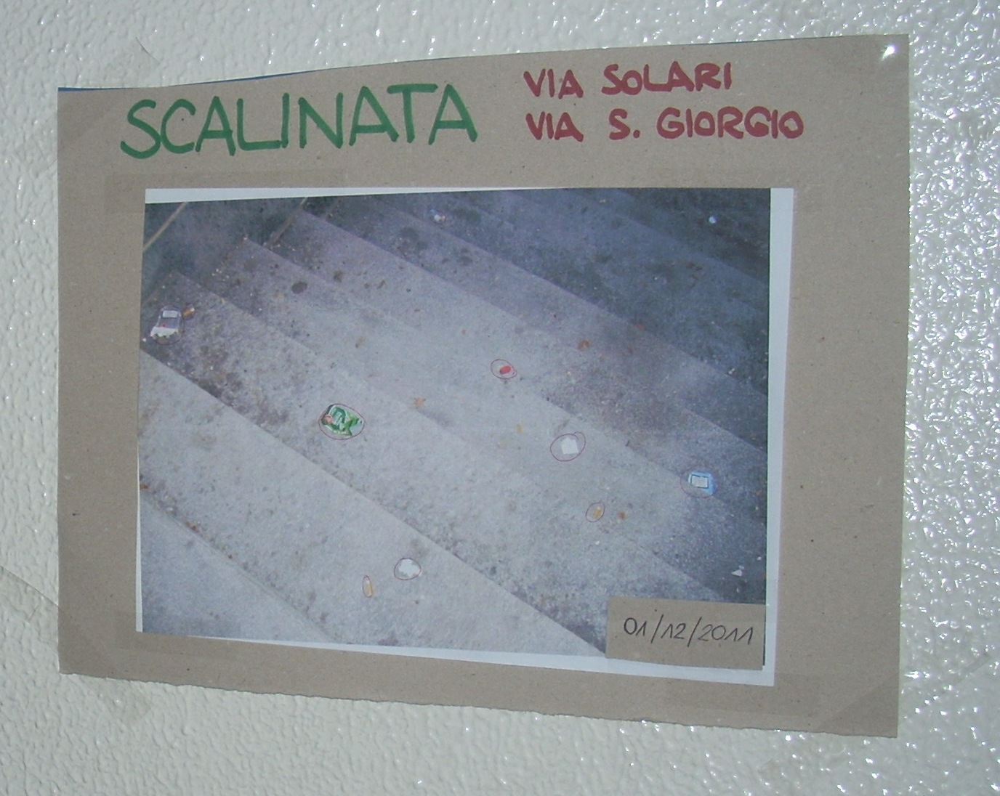 SCALINATA
VIA SOLARI
VIA S. GIORGIO
01/12/2011